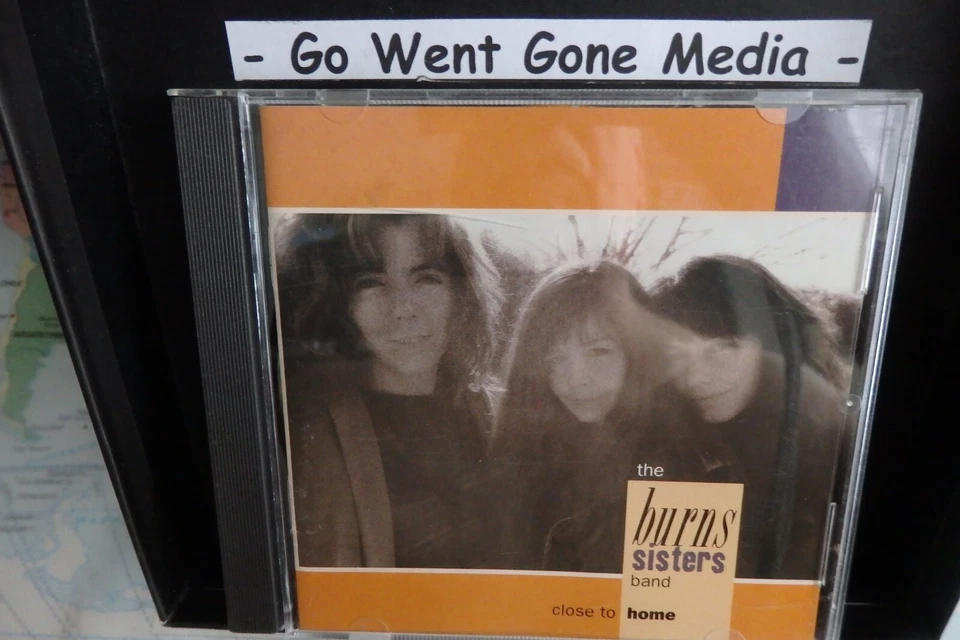 - Go Went Gone Media -
the
burns
sisters
band
close to home